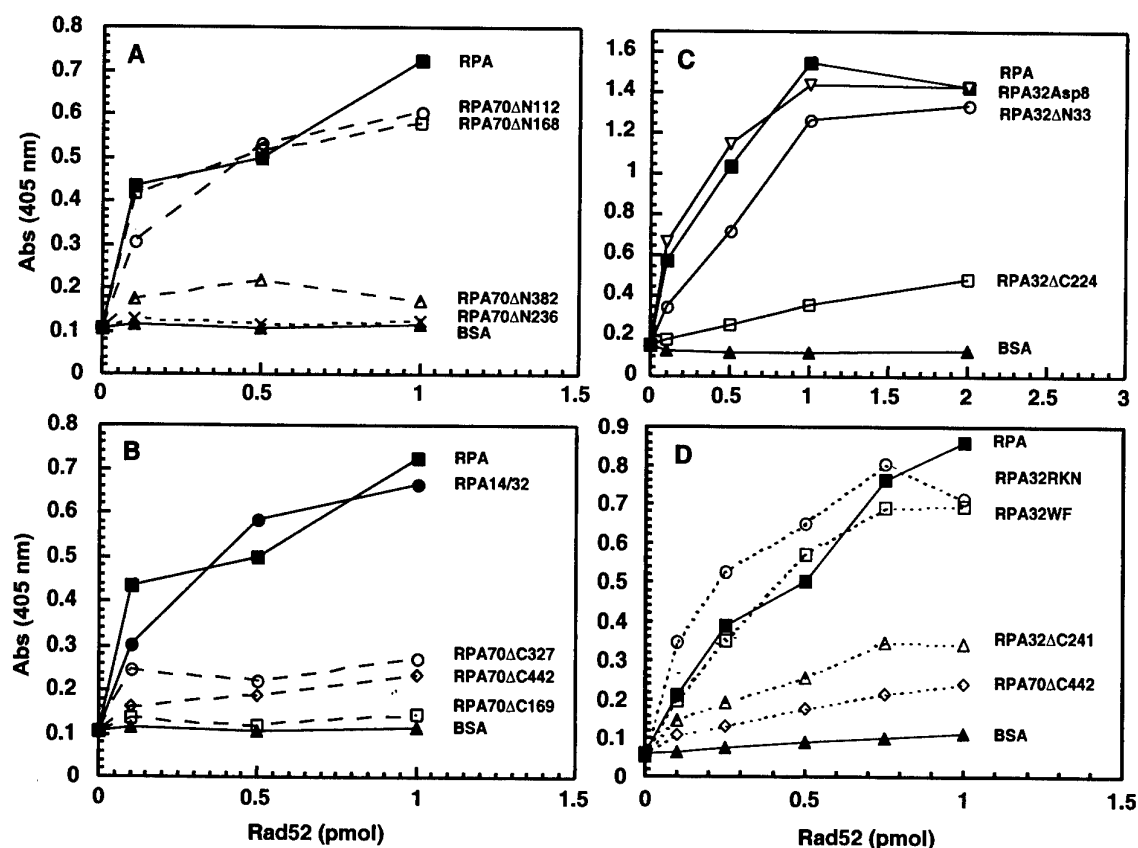 A
Abs (405 nm)
0.8
0.7
0.6
0.5
0.4
0.3
0.2
0.1
0
RPA
RPA70ΔN112
RPA70ΔN168
RPA70ΔN382
RPA70ΔN236
BSA
0
0.5
1
1.5
C
1.6
1.4
1.2
1
0.8
0.6
0.4
0.2
0
RPA
RPA32Asp8
RPA32ΔN33
RPA32ΔC224
BSA
0
0.5
1
1.5
2
2.5
3
B
Abs (405 nm)
0.8
0.7
0.6
0.5
0.4
0.3
0.2
0.1
0
RPA
RPA14/32
RPA70ΔC327
RPA70ΔC442
RPA70ΔC169
BSA
0
0.5
1
1.5
Rad52 (pmol)
D
0.9
0.8
0.7
0.6
0.5
0.4
0.3
0.2
0.1
0
RPA
RPA32RKN
RPA32WF
RPA32ΔC241
RPA70ΔC442
BSA
0
0.5
1
1.5
Rad52 (pmol)